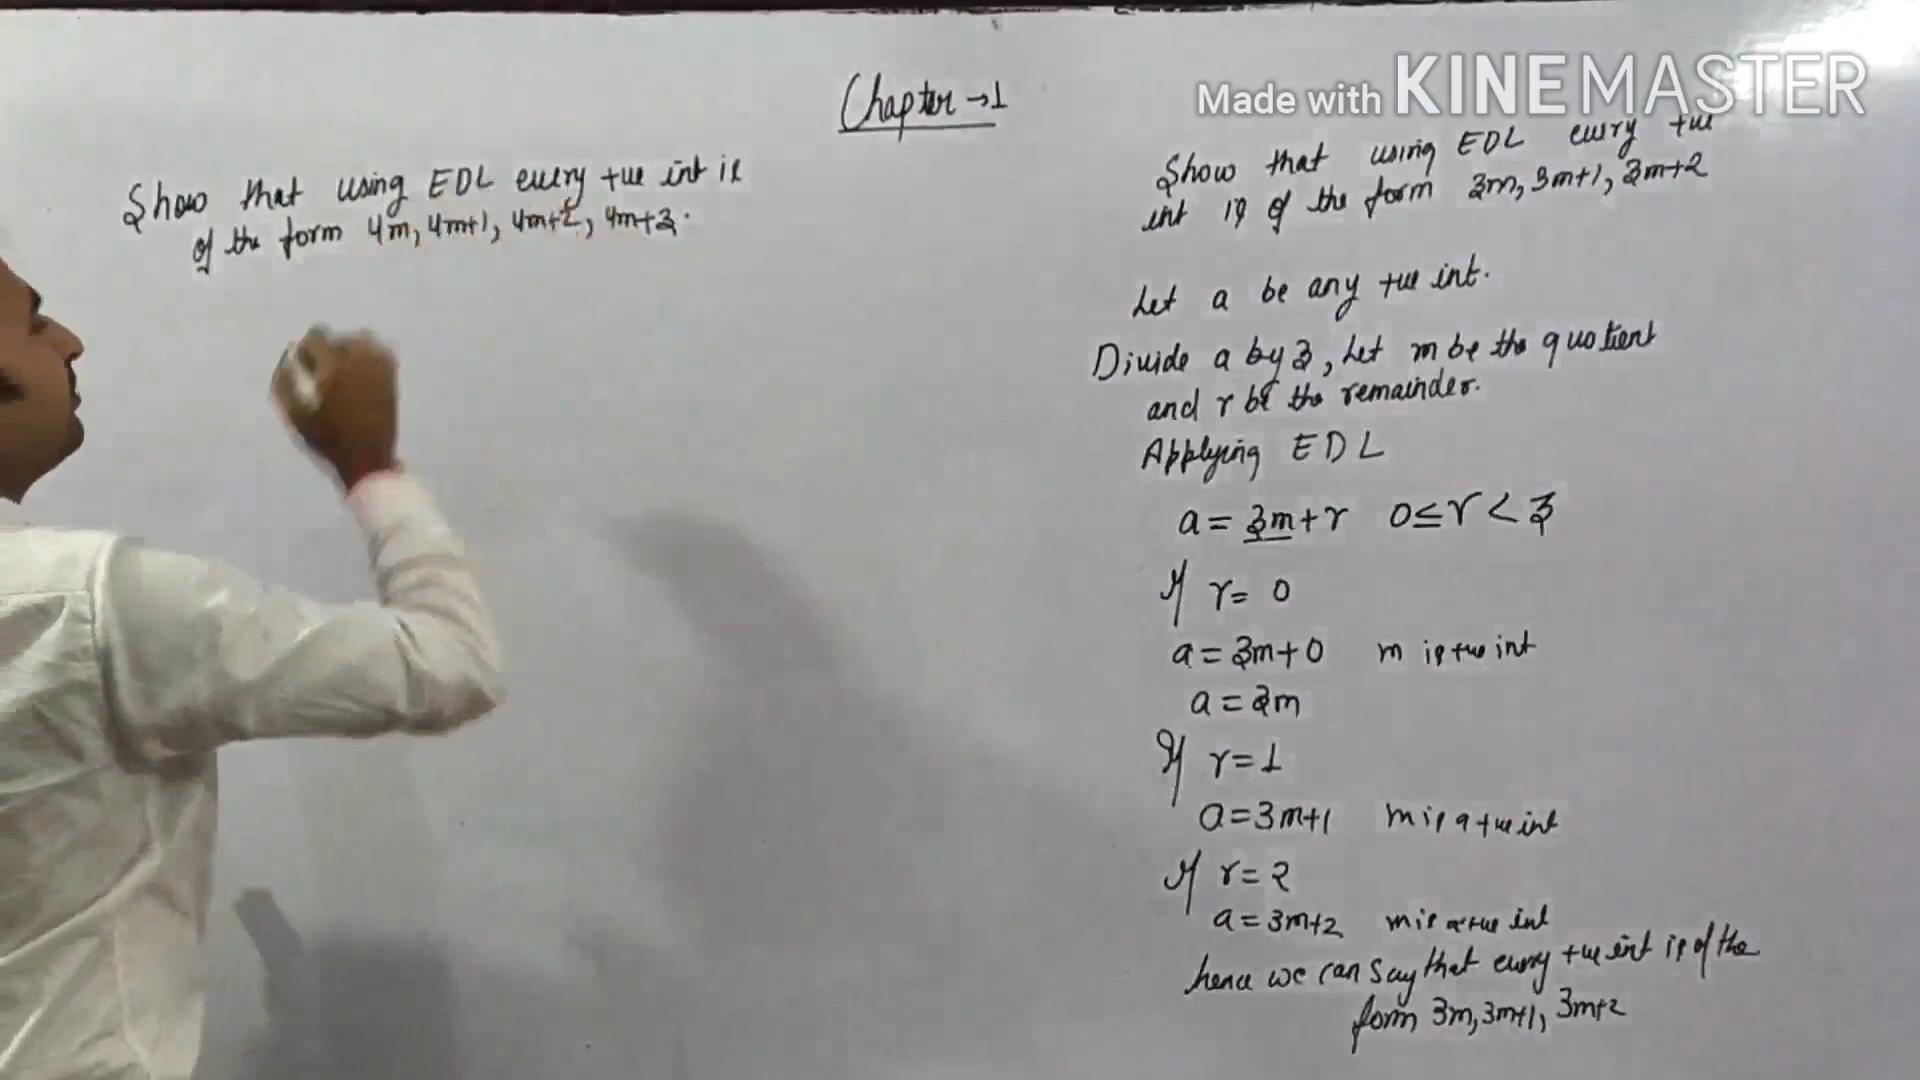 Chapter → 1
Made with KINEMASTER
Show that using EDL every +ve int is
of the form 4m, 4m+1, 4m+2, 4m+3.
Show that using EDL every +ve
int is of the form 3m, 3m+1, 3m+2
Let a be any +ve int.
Divide a by 3, Let m be the quotient
and r be the remainder.
Applying EDL
a = 3m + r 0 ≤ r < 3
If r = 0
a = 3m + 0 m is +ve int
a = 3m
If r = 1
a = 3m+1 m is a +ve int
If r = 2
a = 3m+2 m is a +ve int
hence we can say that every +ve int is of the
form 3m, 3m+1, 3m+2